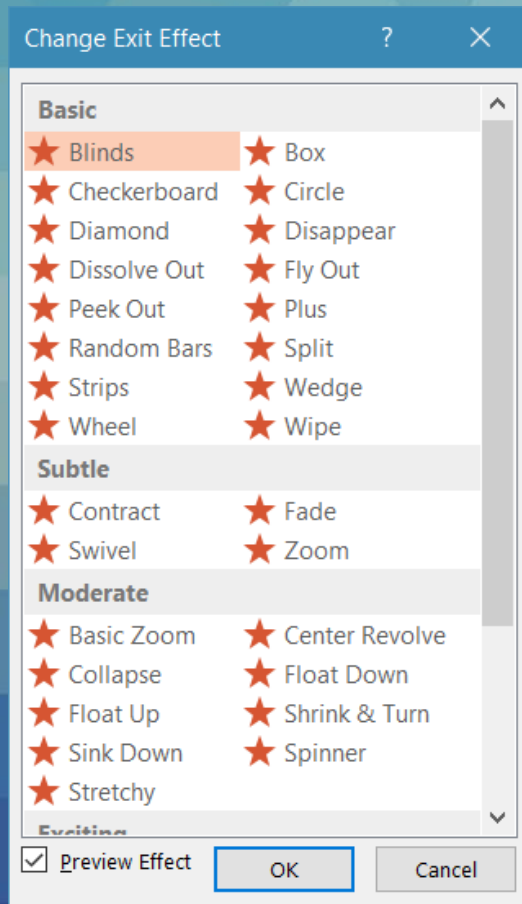 Change Exit Effect ?
Basic
Blinds Box
Checkerboard Circle
Diamond Disappear
Dissolve Out Fly Out
Peek Out Plus
Random Bars Split
Strips Wedge
Wheel Wipe
Subtle
Contract Fade
Swivel Zoom
Moderate
Basic Zoom Center Revolve
Collapse Float Down
Float Up Shrink & Turn
Sink Down Spinner
Stretchy
Exciting
Preview Effect OK Cancel